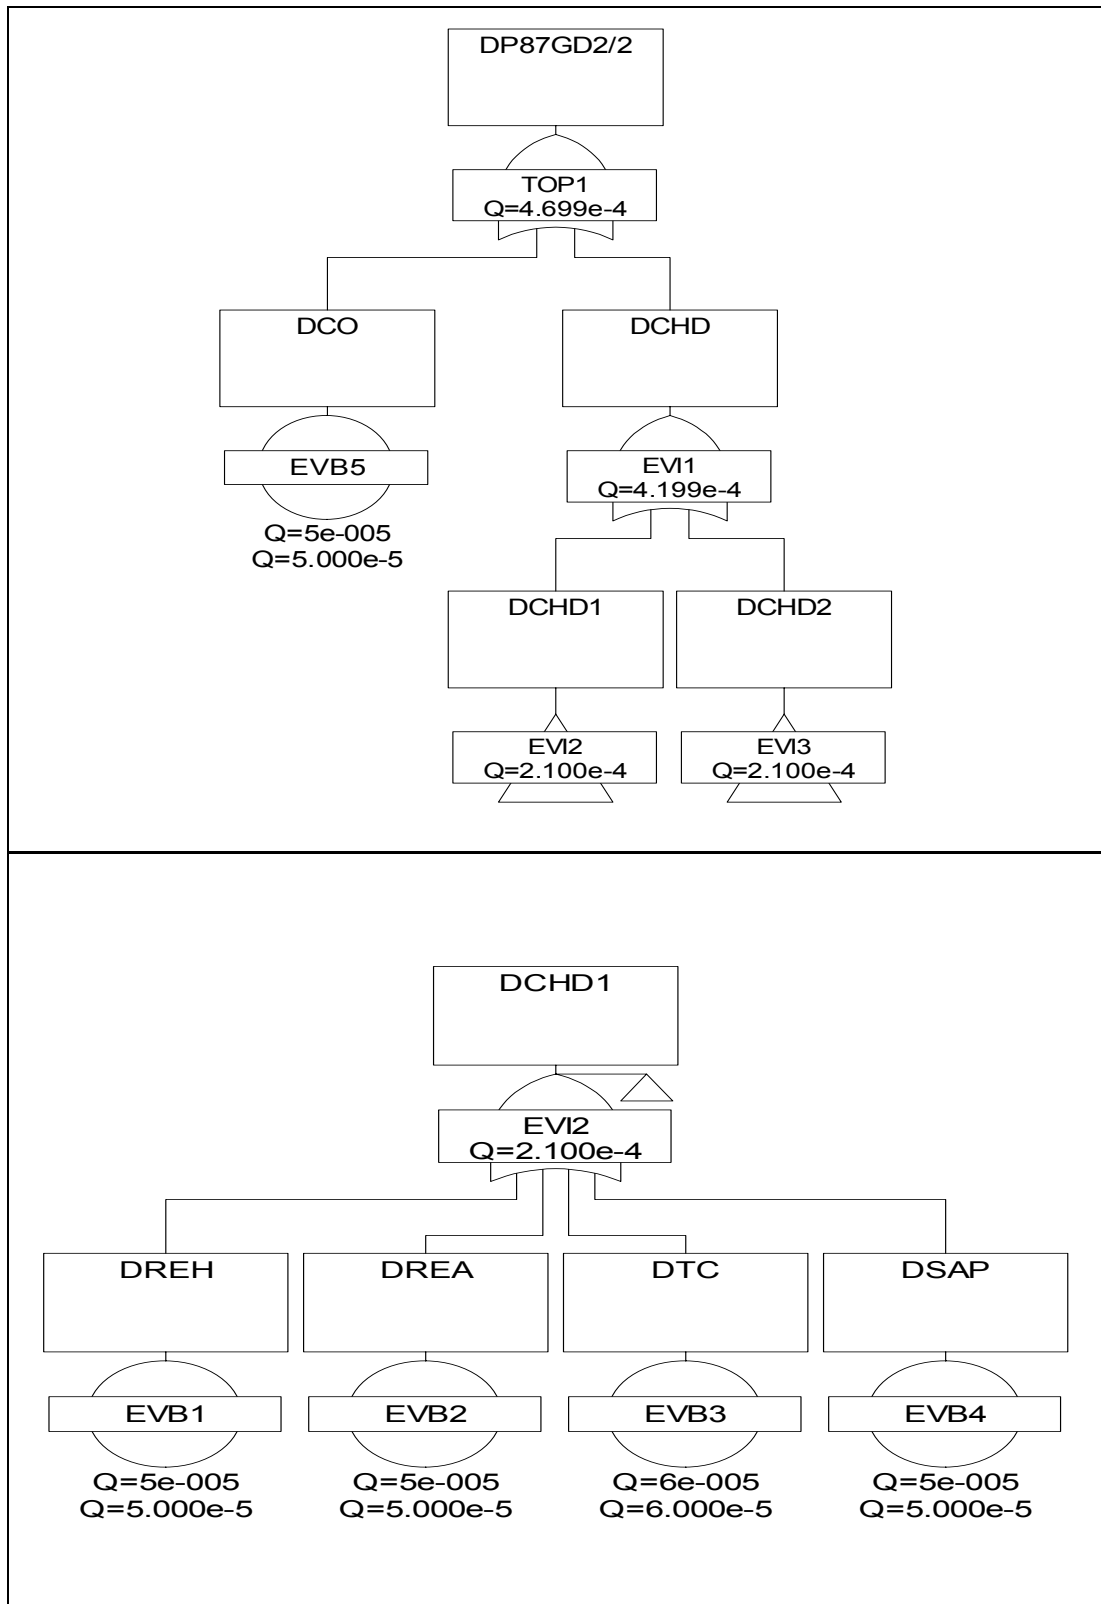 DP87GD2/2
TOP1
Q=4.699e-4
DCO
DCHD
EVB5
Q=5e-005
Q=5.000e-5
EVI1
Q=4.199e-4
DCHD1
DCHD2
EVI2
Q=2.100e-4
EVI3
Q=2.100e-4
DCHD1
EVI2
Q=2.100e-4
DREH
DREA
DTC
DSAP
EVB1
EVB2
EVB3
EVB4
Q=5e-005
Q=5.000e-5
Q=5e-005
Q=5.000e-5
Q=6e-005
Q=6.000e-5
Q=5e-005
Q=5.000e-5